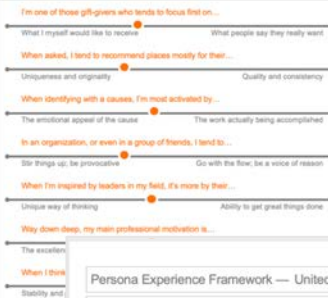 I'm one of those gift-givers who tends to focus first on...
What I myself would like to receive
What people say they really want
When asked, I tend to recommend places mostly for their...
Uniqueness and originality
Quality and consistency
When identifying with a causes, I'm most activated by...
The emotional appeal of the cause
The work actually being accomplished
In an organization, or even in a group of friends, I tend to...
Stir things up; be provocative
Go with the flow; be a voice of reason
When I'm inspired by leaders in my field, it's more by their...
Unique way of thinking
Ability to get great things done
Way down deep, my main professional motivation is...
The excellen
When I think
Stability and
Persona Experience Framework — United